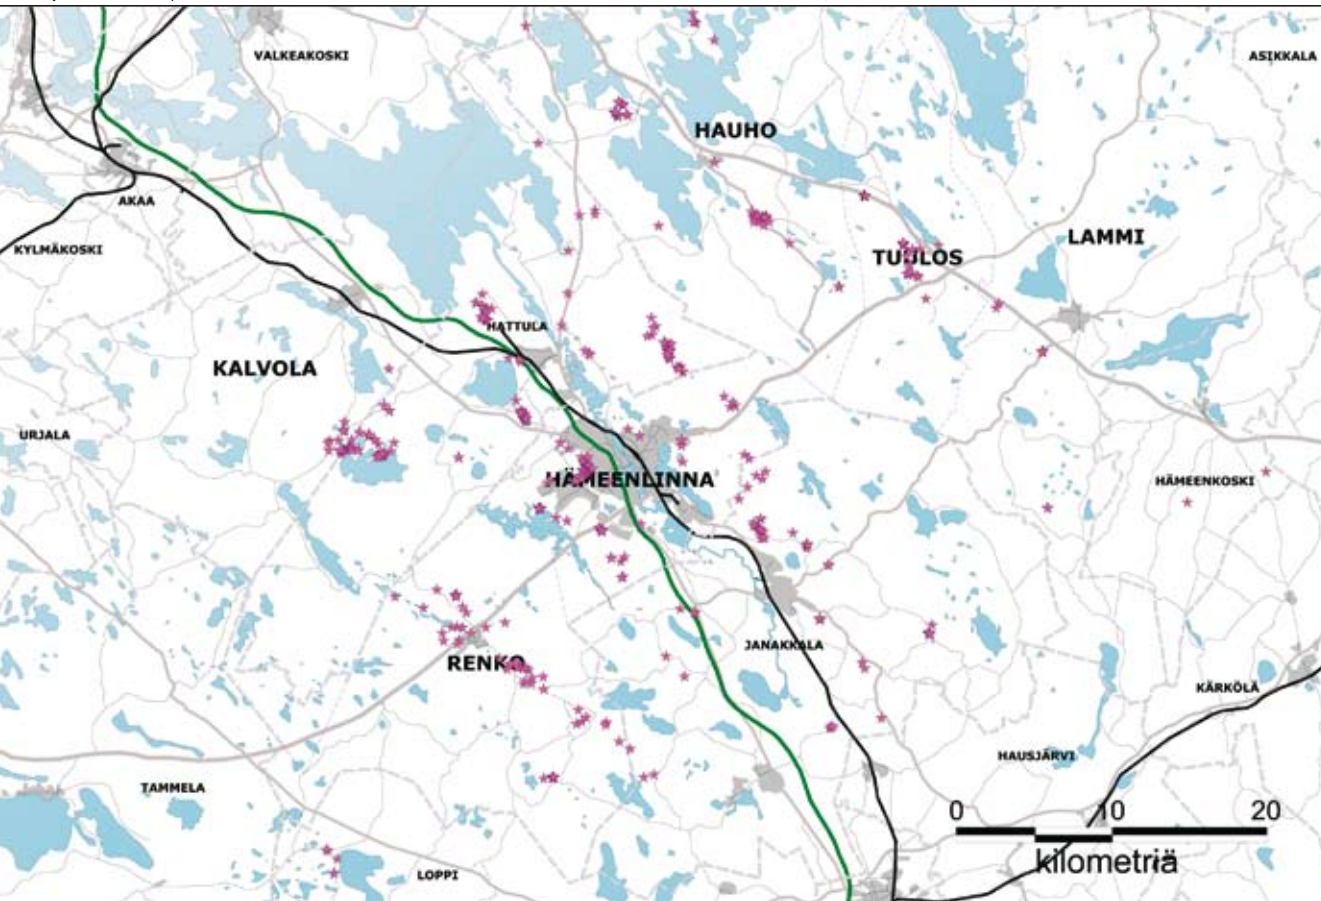 VALKEAKOSKI
ASIKKALA
HAUHO
AKAA
LAMMI
KYLMÄKOSKI
TUULOS
HATTULA
KALVOLA
URJALA
HÄMEENLINNA
HÄMEENKOSKI
JANAKKALA
RENKO
KÄRKÖLÄ
HAUSJÄRVI
TAMMELA
0 10 20
kilometriä
LOPPI